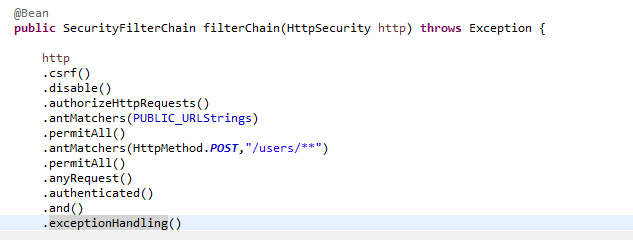 @Bean
public SecurityFilterChain filterChain(HttpSecurity http) throws Exception {
http
.csrf()
.disable()
.authorizeHttpRequests()
.antMatchers(PUBLIC_URLStrings)
.permitAll()
.antMatchers(HttpMethod.POST,"/users/**")
.permitAll()
.anyRequest()
.authenticated()
.and()
.exceptionHandling()